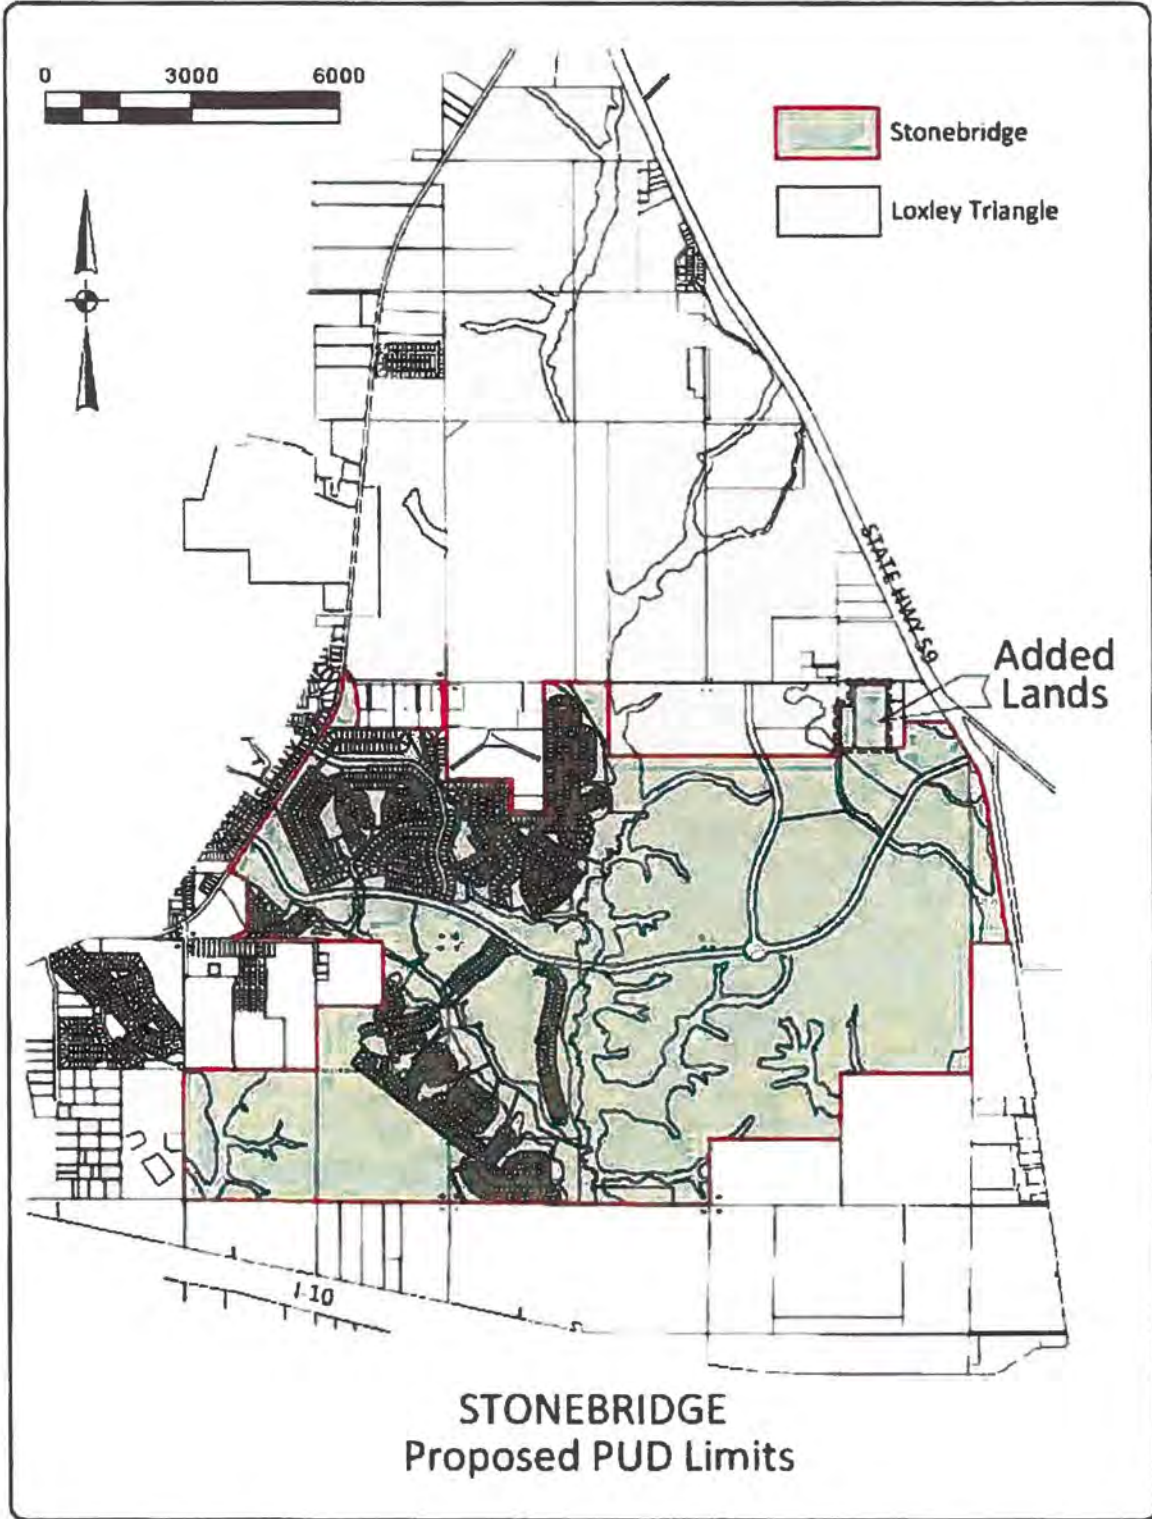 0 3000 6000
Stonebridge
Loxley Triangle
STATE HWY 59
Added
Lands
I-10
STONEBRIDGE
Proposed PUD Limits